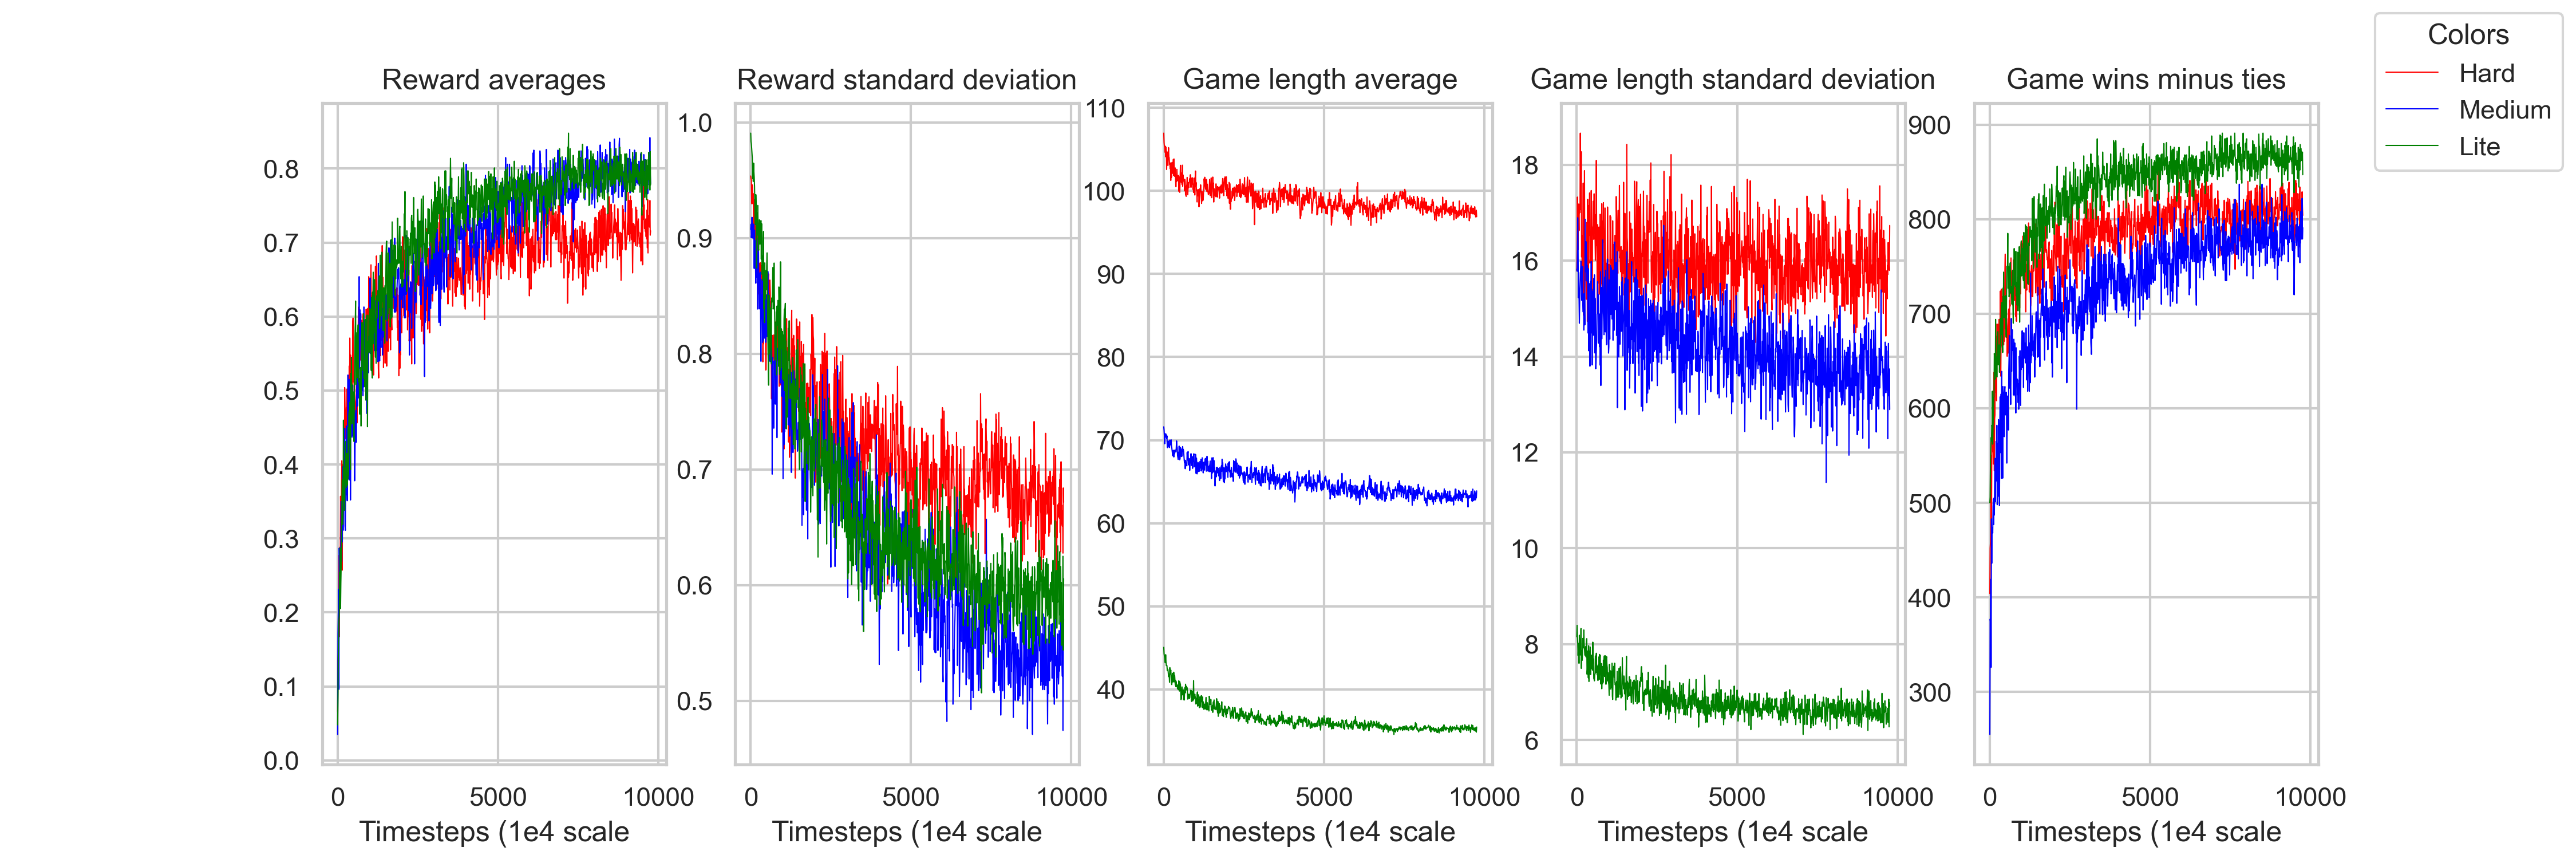 Colors
Hard
Medium
Lite
Reward averages
0.8
0.7
0.6
0.5
0.4
0.3
0.2
0.1
0.0
0 5000 10000
Timesteps (1e4 scale
Reward standard deviation
1.0
0.9
0.8
0.7
0.6
0.5
0 5000 10000
Timesteps (1e4 scale
Game length average
110
100
90
80
70
60
50
40
0 5000 10000
Timesteps (1e4 scale
Game length standard deviation
18
16
14
12
10
8
6
0 5000 10000
Timesteps (1e4 scale
Game wins minus ties
900
800
700
600
500
400
300
0 5000 10000
Timesteps (1e4 scale